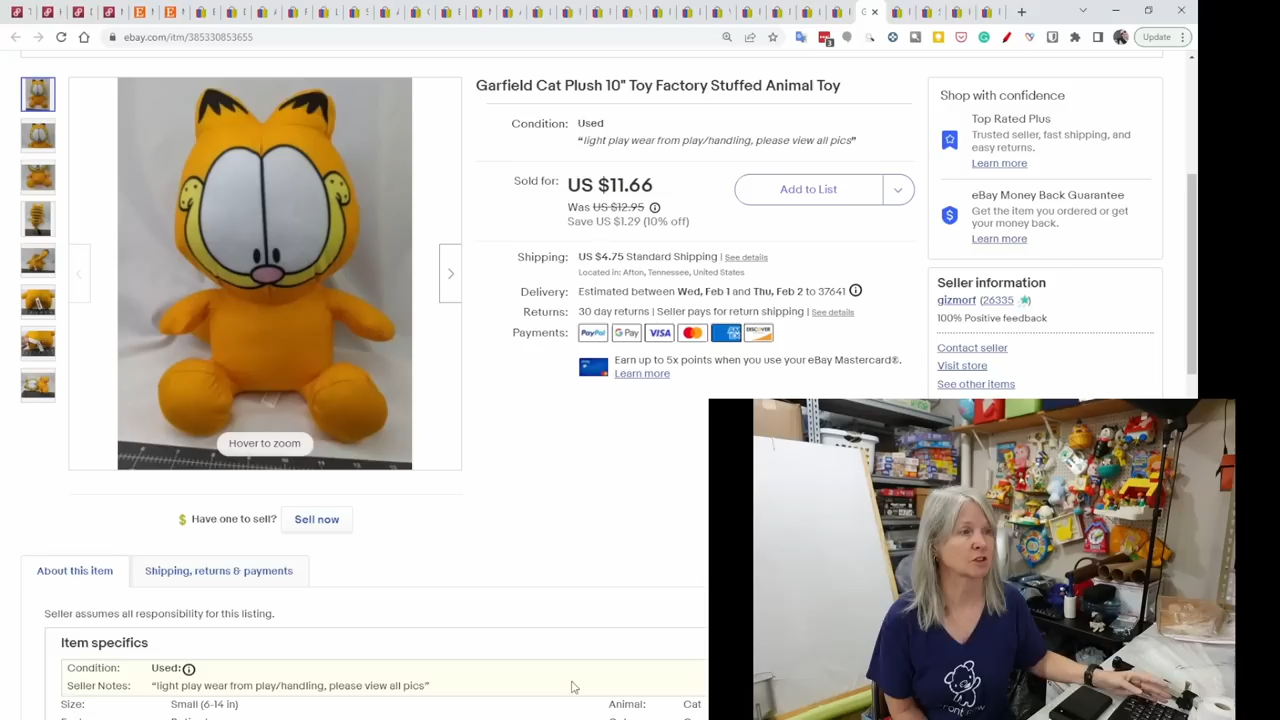 ebay.com/itm/385330853655
3
Update
Garfield Cat Plush 10" Toy Factory Stuffed Animal Toy
Condition: Used
"light play wear from play/handling, please view all pics"
Sold for: US $11.66
Add to List
Was US $12.95
Save US $1.29 (10% off)
Shipping: US $4.75 Standard Shipping | See details
Located in: Afton, Tennessee, United States
Delivery: Estimated between Wed, Feb 1 and Thu, Feb 2 to 37641
Returns: 30 day returns | Seller pays for return shipping | See details
Payments: PayPal G Pay VISA DISCOVER
Earn up to 5x points when you use your eBay Mastercard®.
Learn more
Shop with confidence
Top Rated Plus
Trusted seller, fast shipping, and
easy returns.
Learn more
eBay Money Back Guarantee
Get the item you ordered or get
your money back.
Learn more
Seller information
gizmorf (26335)
100% Positive feedback
Contact seller
Visit store
See other items
Hover to zoom
Have one to sell? Sell now
About this item
Shipping, returns & payments
Seller assumes all responsibility for this listing.
Item specifics
Condition: Used:
Seller Notes: "light play wear from play/handling, please view all pics"
Size: Small (6-14 in)
Animal: Cat